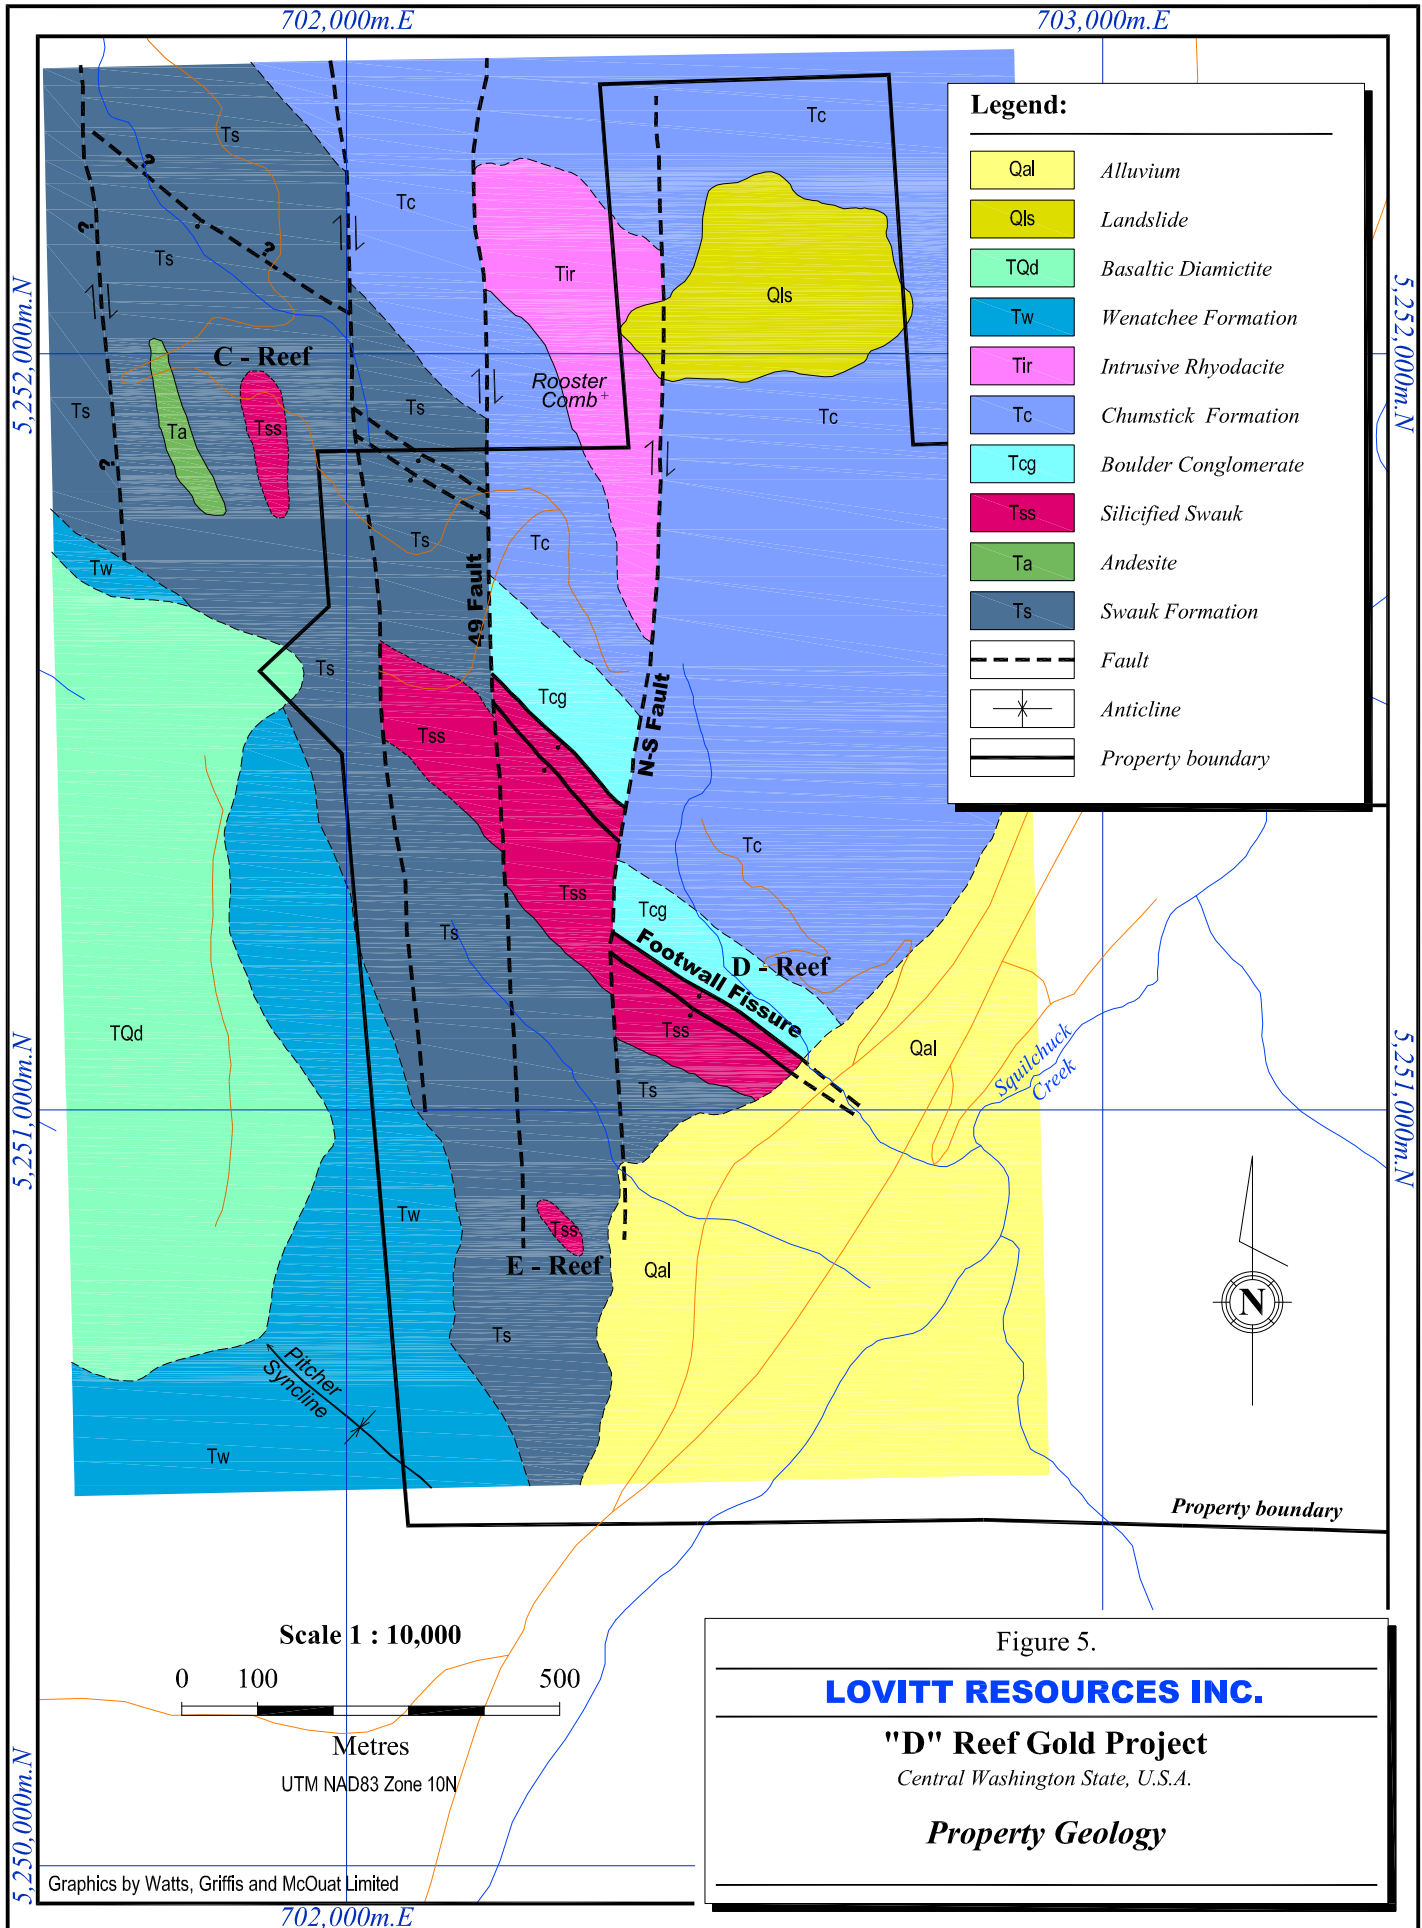 702,000m.E
703,000m.E
Legend:
Qal
Alluvium
Qls
Landslide
TQd
Basaltic Diamictite
Tw
Wenatchee Formation
Tir
Intrusive Rhyodacite
Tc
Chumstick Formation
Tcg
Boulder Conglomerate
Tss
Silicified Swauk
Ta
Andesite
Ts
Swauk Formation
Fault
Anticline
Property boundary
5,252,000m.N
5,252,000m.N
Tc
Ts
?
Tc
?
?
Ts
Tir
Qls
C - Reef
Rooster
Comb+
Ts
Ta
Tss
Ts
Tc
?
Ts
Tc
Tw
49 Fault
Ts
Tcg
N-S Fault
Tss
Tc
Tss
Tcg
Ts
Footwall Fissure
D - Reef
Tss
TQd
Qal
Squilchuck
Creek
5,251,000m.N
5,251,000m.N
Ts
Tw
Tss
E - Reef
Qal
Ts
N
Pitcher
Syncline
Tw
Property boundary
Scale 1 : 10,000
0 100 500
Metres
UTM NAD83 Zone 10N
Figure 5.
LOVITT RESOURCES INC.
"D" Reef Gold Project
Central Washington State, U.S.A.
Property Geology
5,250,000m.N
Graphics by Watts, Griffis and McOuat Limited
702,000m.E